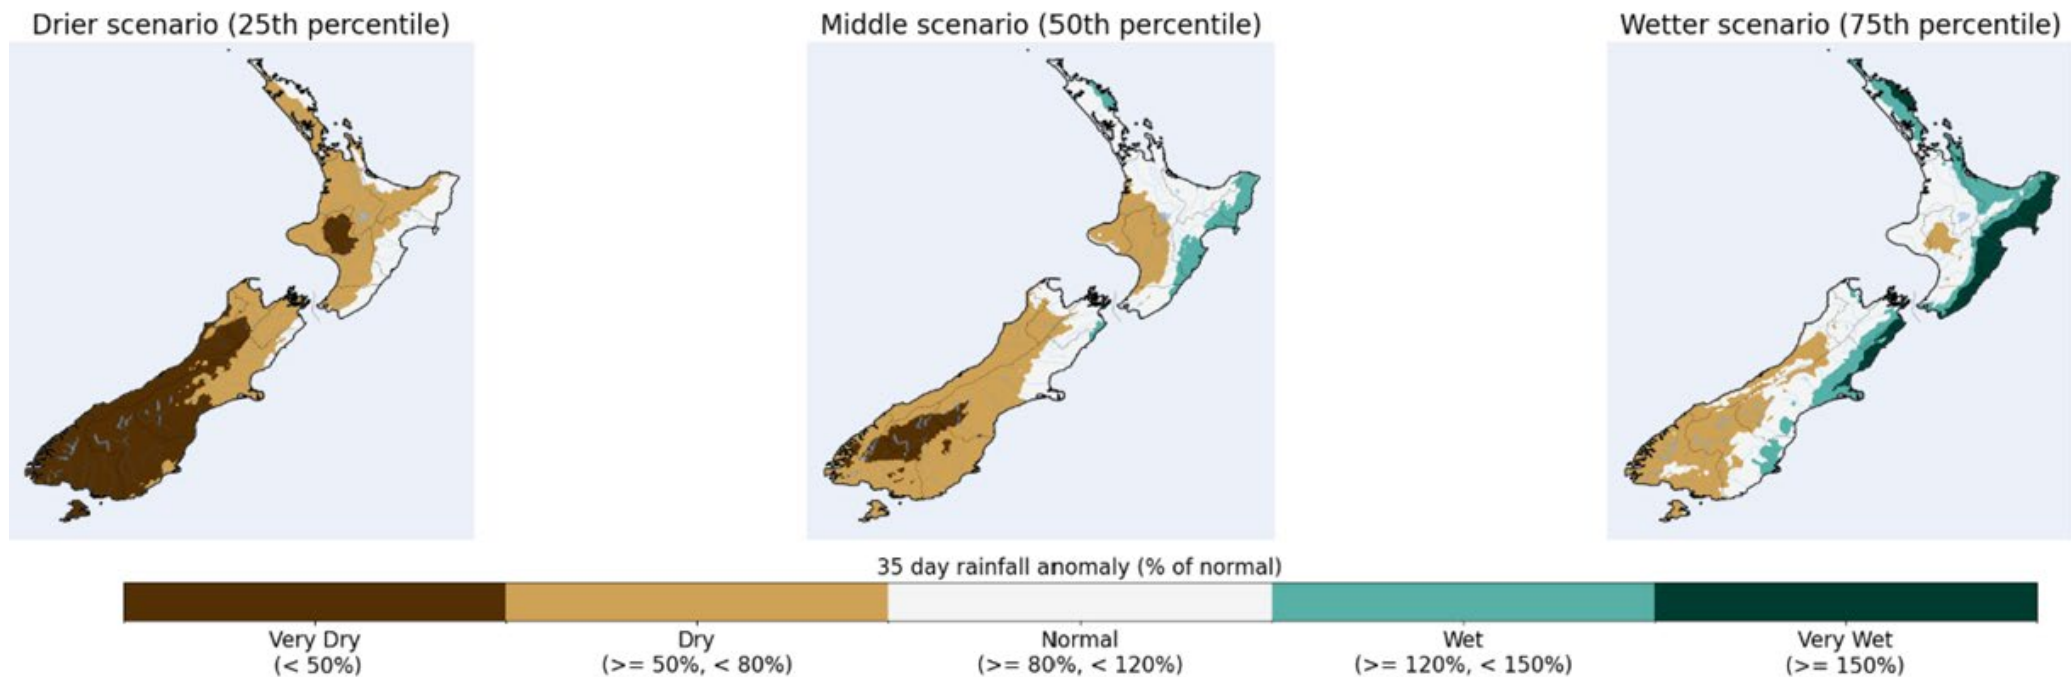 Drier scenario (25th percentile)
Middle scenario (50th percentile)
Wetter scenario (75th percentile)
35 day rainfall anomaly (% of normal)
Very Dry
(< 50%)
Dry
(>= 50%, < 80%)
Normal
(>= 80%, < 120%)
Wet
(>= 120%, < 150%)
Very Wet
(>= 150%)